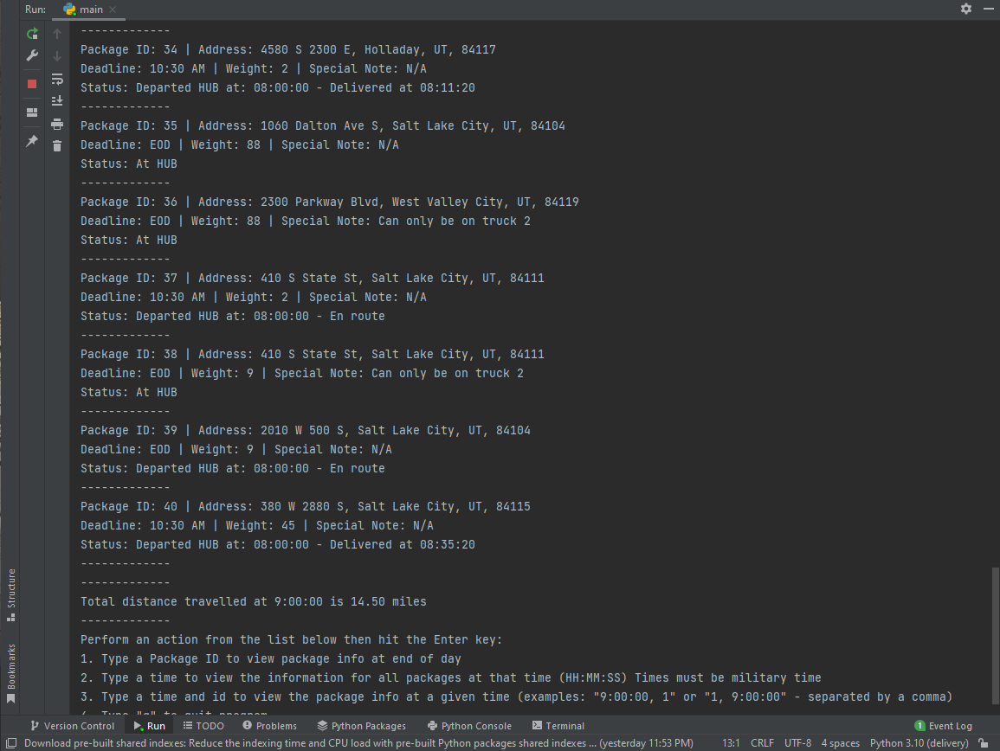 Run: main
-------------
Package ID: 34 | Address: 4580 S 2300 E, Holladay, UT, 84117
Deadline: 10:30 AM | Weight: 2 | Special Note: N/A
Status: Departed HUB at: 08:00:00 - Delivered at 08:11:20
-------------
Package ID: 35 | Address: 1060 Dalton Ave S, Salt Lake City, UT, 84104
Deadline: EOD | Weight: 88 | Special Note: N/A
Status: At HUB
-------------
Package ID: 36 | Address: 2300 Parkway Blvd, West Valley City, UT, 84119
Deadline: EOD | Weight: 88 | Special Note: Can only be on truck 2
Status: At HUB
-------------
Package ID: 37 | Address: 410 S State St, Salt Lake City, UT, 84111
Deadline: 10:30 AM | Weight: 2 | Special Note: N/A
Status: Departed HUB at: 08:00:00 - En route
-------------
Package ID: 38 | Address: 410 S State St, Salt Lake City, UT, 84111
Deadline: EOD | Weight: 9 | Special Note: Can only be on truck 2
Status: At HUB
-------------
Package ID: 39 | Address: 2010 W 500 S, Salt Lake City, UT, 84104
Deadline: EOD | Weight: 9 | Special Note: N/A
Status: Departed HUB at: 08:00:00 - En route
-------------
Package ID: 40 | Address: 380 W 2880 S, Salt Lake City, UT, 84115
Deadline: 10:30 AM | Weight: 45 | Special Note: N/A
Status: Departed HUB at: 08:00:00 - Delivered at 08:35:20
-------------
-------------
Total distance travelled at 9:00:00 is 14.50 miles
-------------
Perform an action from the list below then hit the Enter key:
1. Type a Package ID to view package info at end of day
2. Type a time to view the information for all packages at that time (HH:MM:SS) Times must be military time
3. Type a time and id to view the package info at a given time (examples: "9:00:00, 1" or "1, 9:00:00" - separated by a comma)
4. Type "q" to quit program
Structure
Bookmarks
Version Control Run TODO Problems Python Packages Python Console Terminal 1 Event Log
Download pre-built shared indexes: Reduce the indexing time and CPU load with pre-built Python packages shared indexes ... (yesterday 11:53 PM) 13:1 CRLF UTF-8 4 spaces Python 3.10 (delivery)